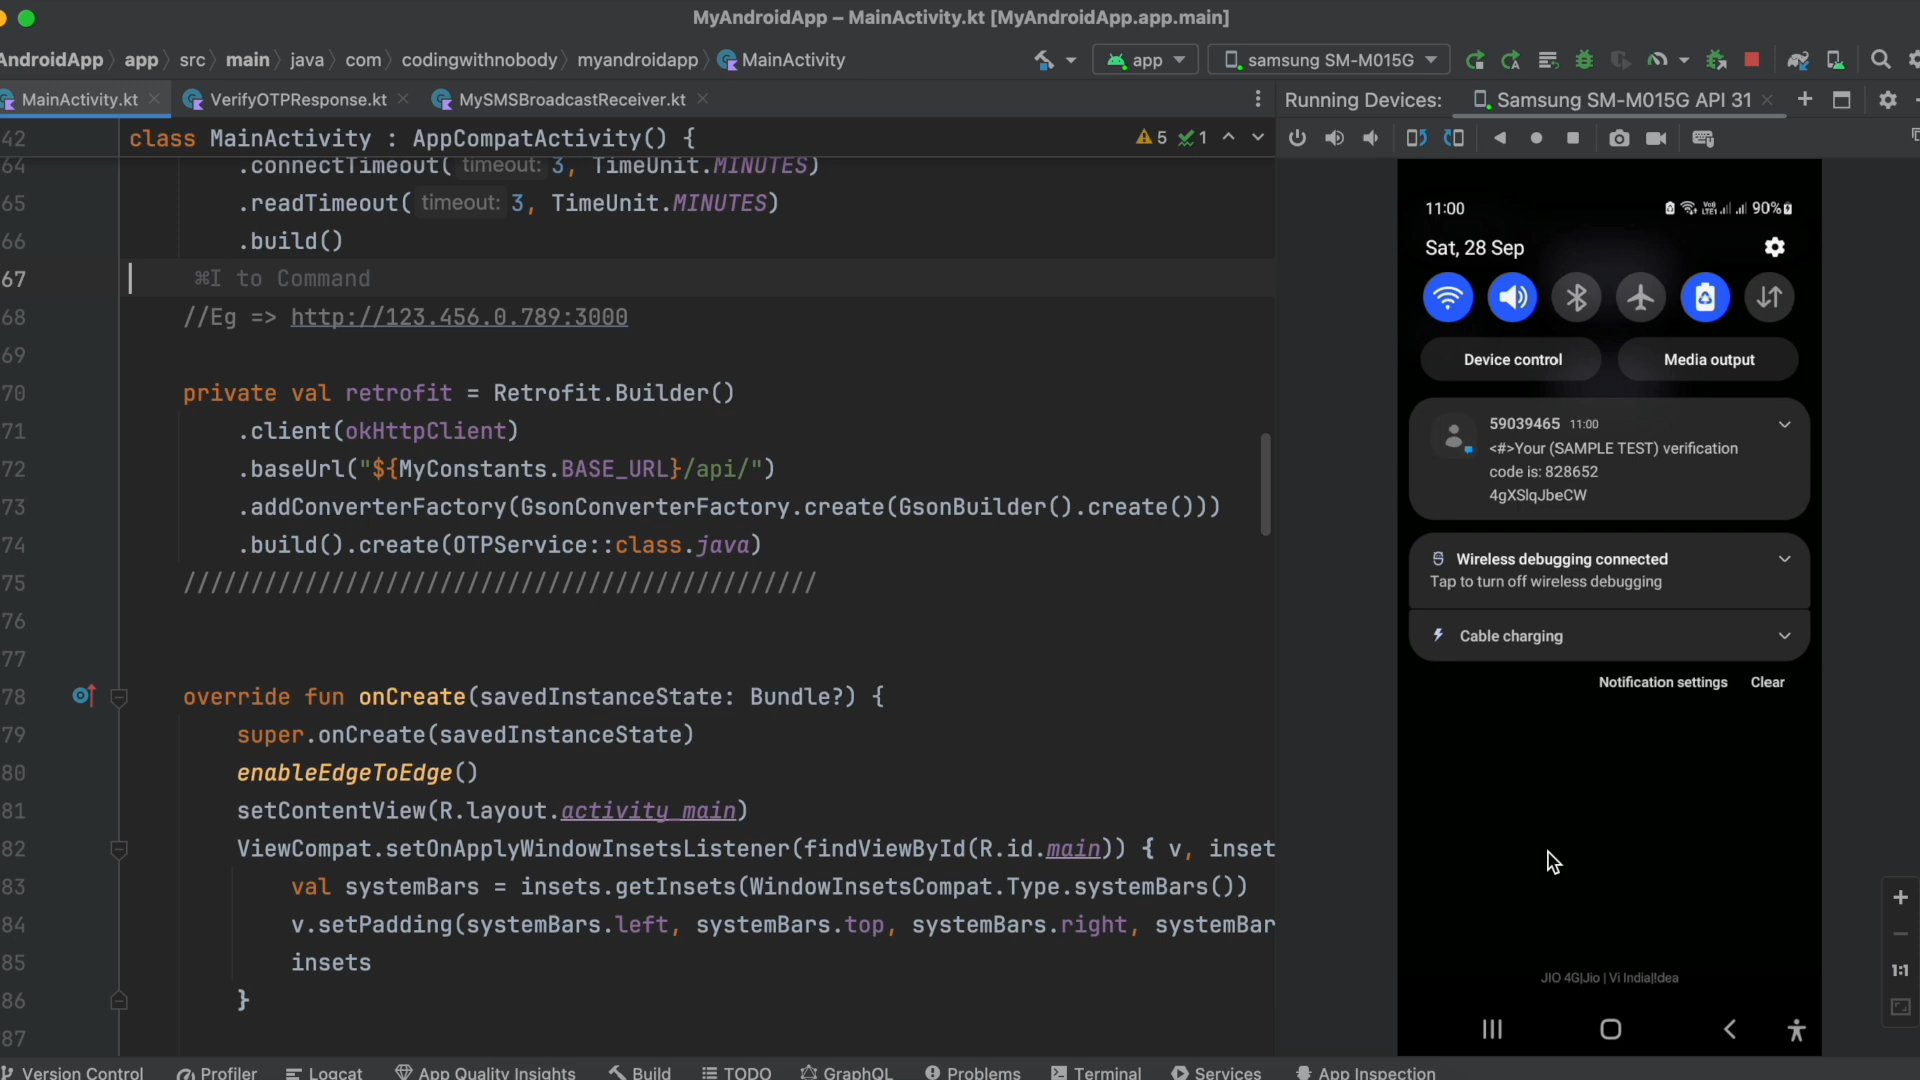 MyAndroidApp – MainActivity.kt [MyAndroidApp.app.main]
AndroidApp app src main java com codingwithnobody myandroidapp MainActivity
app samsung SM-M015G
MainActivity.kt VerifyOTPResponse.kt MySMSBroadcastReceiver.kt
Running Devices: Samsung SM-M015G API 31
42 class MainActivity : AppCompatActivity() {
5 1
64 .connectTimeout( timeout: 3, TimeUnit.MINUTES)
65 .readTimeout( timeout: 3, TimeUnit.MINUTES)
66 .build()
67 ⌘I to Command
68 //Eg => http://123.456.0.789:3000
69
70 private val retrofit = Retrofit.Builder()
71 .client(okHttpClient)
72 .baseUrl("${MyConstants.BASE_URL}/api/")
73 .addConverterFactory(GsonConverterFactory.create(GsonBuilder().create()))
74 .build().create(OTPService::class.java)
75 ///////////////////////////////////////////////
76
77
78 override fun onCreate(savedInstanceState: Bundle?) {
79 super.onCreate(savedInstanceState)
80 enableEdgeToEdge()
81 setContentView(R.layout.activity_main)
82 ViewCompat.setOnApplyWindowInsetsListener(findViewById(R.id.main)) { v, inset
83 val systemBars = insets.getInsets(WindowInsetsCompat.Type.systemBars())
84 v.setPadding(systemBars.left, systemBars.top, systemBars.right, systemBar
85 insets
86 }
87
11:00 90%
Sat, 28 Sep
Device control Media output
59039465 11:00
<#>Your (SAMPLE TEST) verification
code is: 828652
4gXSlqJbeCW
Wireless debugging connected
Tap to turn off wireless debugging
Cable charging
Notification settings Clear
JIO 4G|Jio | Vi India|Idea
1:1
Version Control Profiler Logcat App Quality Insights Build TODO GraphQL Problems Terminal Services App Inspection